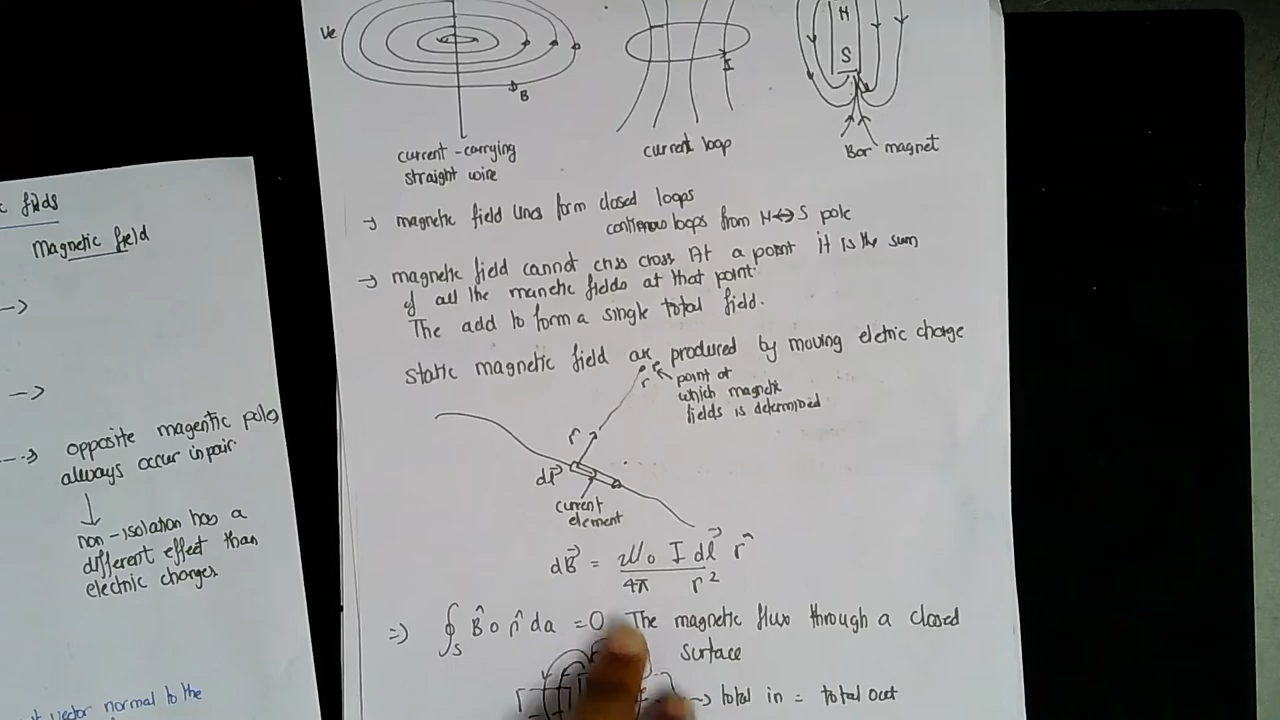 Ve
B
I
N
S
current-carrying
straight wire
current loop
Bar magnet
→ magnetic field lines form closed loops
continuous loops from N↔S pole
→ magnetic field cannot criss cross At a point it is the sum
of all the manetic fields at that point.
The add to form a single total field.
static magnetic field are produced by moving eletric charge
r
point at
which magnetic
fields is determined
r
dl⃗
current
element
dB⃗ = μ₀/4π I dl⃗ r̂/r²
⇒ ∮ₛ B̂ ∘ n̂ da = 0 The magnetic flux through a closed
surface
→ total in = total out
c fields
Magnetic field
→
→
--→ opposite magentic poles
always occur in pair
↓
non-isolation has a
different effect than
electric charges
vector normal to the